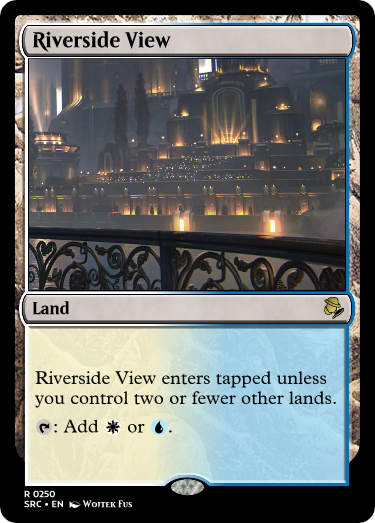 Riverside View
Land
Riverside View enters tapped unless
you control two or fewer other lands.
: Add or .
R 0250
SRC • EN Wojtek Fus